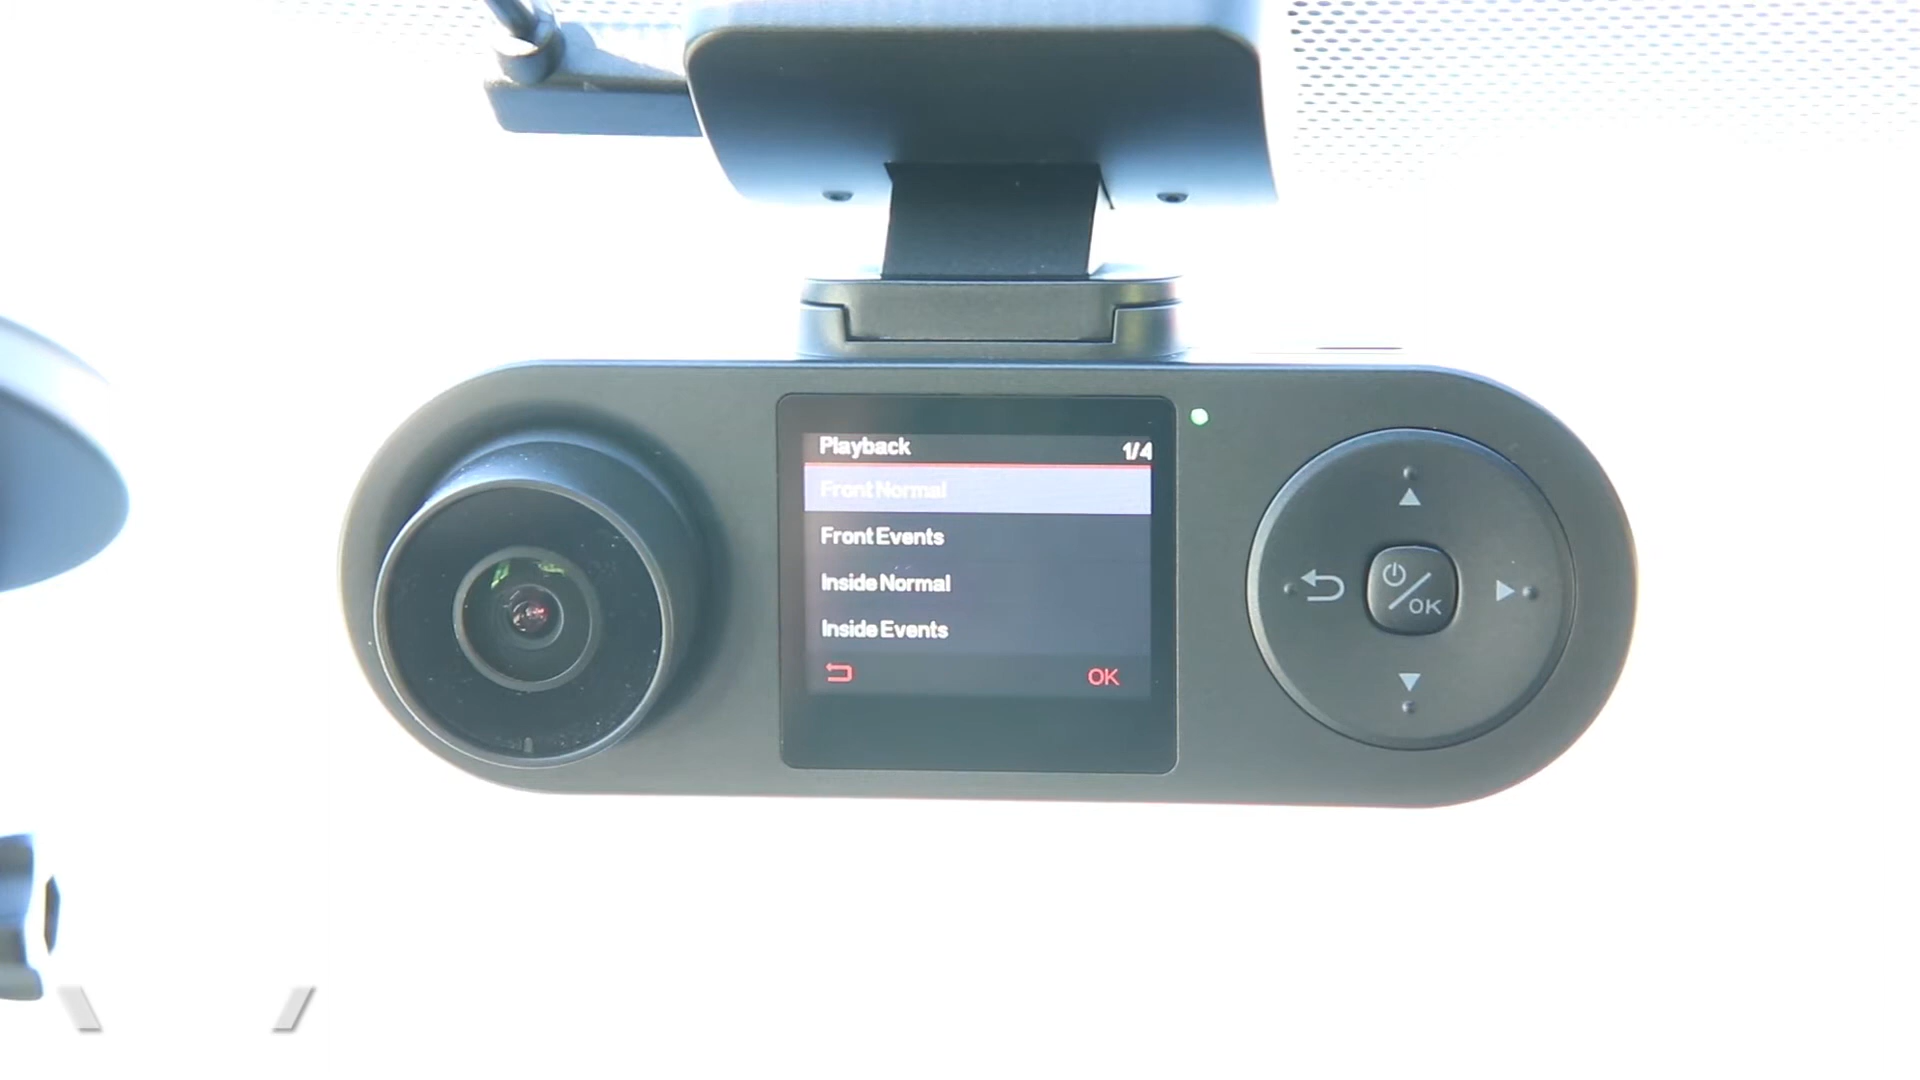 Playback 1/4
Front Normal
Front Events
Inside Normal
Inside Events
OK
OK